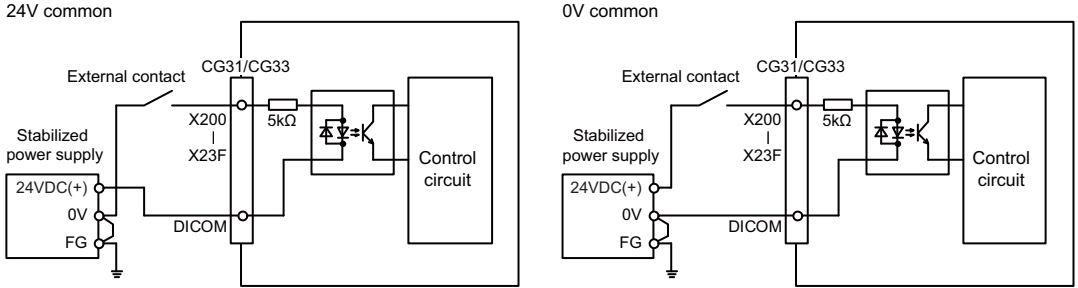 24V common
External contact
CG31/CG33
X200
|
X23F
5kΩ
Stabilized
power supply
24VDC(+)
0V
FG
DICOM
Control
circuit
0V common
External contact
CG31/CG33
X200
|
X23F
5kΩ
Stabilized
power supply
24VDC(+)
0V
FG
DICOM
Control
circuit